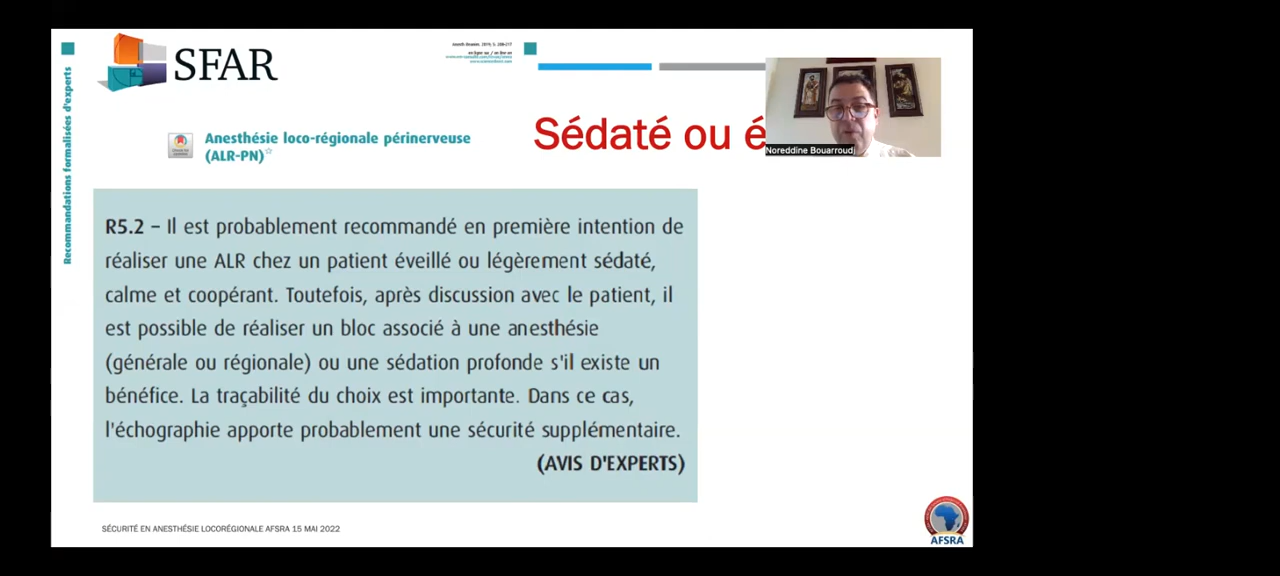 SFAR
Recommandations formalisées d'experts
Anesthésie loco-régionale périnerveuse
(ALR-PN)
Sédaté ou é
Noreddine Bouarroudj
R5.2 – Il est probablement recommandé en première intention de
réaliser une ALR chez un patient éveillé ou légèrement sédaté,
calme et coopérant. Toutefois, après discussion avec le patient, il
est possible de réaliser un bloc associé à une anesthésie
(générale ou régionale) ou une sédation profonde s'il existe un
bénéfice. La traçabilité du choix est importante. Dans ce cas,
l'échographie apporte probablement une sécurité supplémentaire.
(AVIS D'EXPERTS)
SÉCURITÉ EN ANESTHÉSIE LOCORÉGIONALE AFSRA 15 MAI 2022
AFSRA